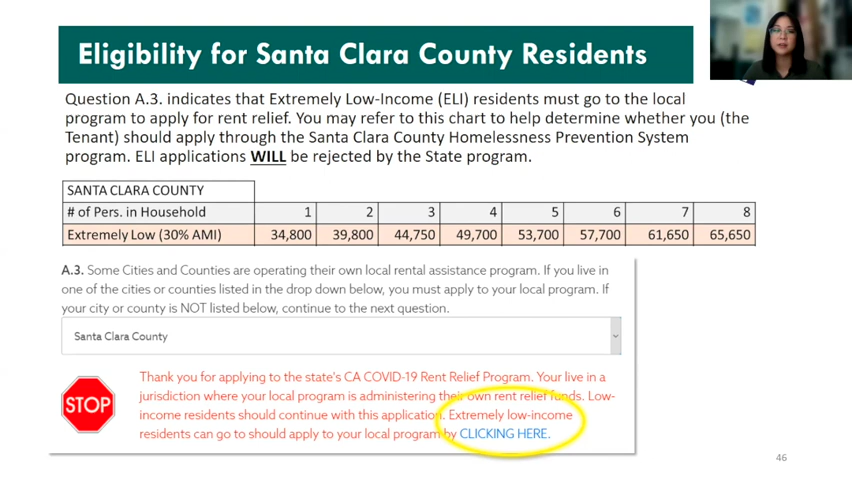 Eligibility for Santa Clara County Residents
Question A.3. indicates that Extremely Low-Income (ELI) residents must go to the local
program to apply for rent relief. You may refer to this chart to help determine whether you (the
Tenant) should apply through the Santa Clara County Homelessness Prevention System
program. ELI applications WILL be rejected by the State program.
SANTA CLARA COUNTY
# of Pers. in Household 1 2 3 4 5 6 7 8
Extremely Low (30% AMI) 34,800 39,800 44,750 49,700 53,700 57,700 61,650 65,650
A.3. Some Cities and Counties are operating their own local rental assistance program. If you live in
one of the cities or counties listed in the drop down below, you must apply to your local program. If
your city or county is NOT listed below, continue to the next question.
Santa Clara County
STOP
Thank you for applying to the state's CA COVID-19 Rent Relief Program. Your live in a
jurisdiction where your local program is administering their own rent relief funds. Low-
income residents should continue with this application. Extremely low-income
residents can go to should apply to your local program by CLICKING HERE.
46